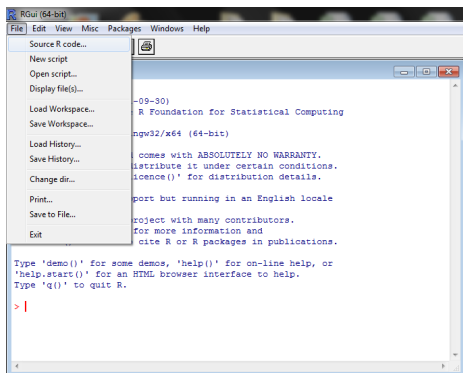 RGui (64-bit)
File Edit View Misc Packages Windows Help
Source R code...
New script
Open script...
Display file(s)...
Load Workspace...
Save Workspace...
Load History...
Save History...
Change dir...
Print...
Save to File...
Exit
-09-30)
R Foundation for Statistical Computing
ngw32/x64 (64-bit)
comes with ABSOLUTELY NO WARRANTY.
istribute it under certain conditions.
icence()' for distribution details.
port but running in an English locale
roject with many contributors.
for more information and
cite R or R packages in publications.
Type 'demo()' for some demos, 'help()' for on-line help, or
'help.start()' for an HTML browser interface to help.
Type 'q()' to quit R.
>